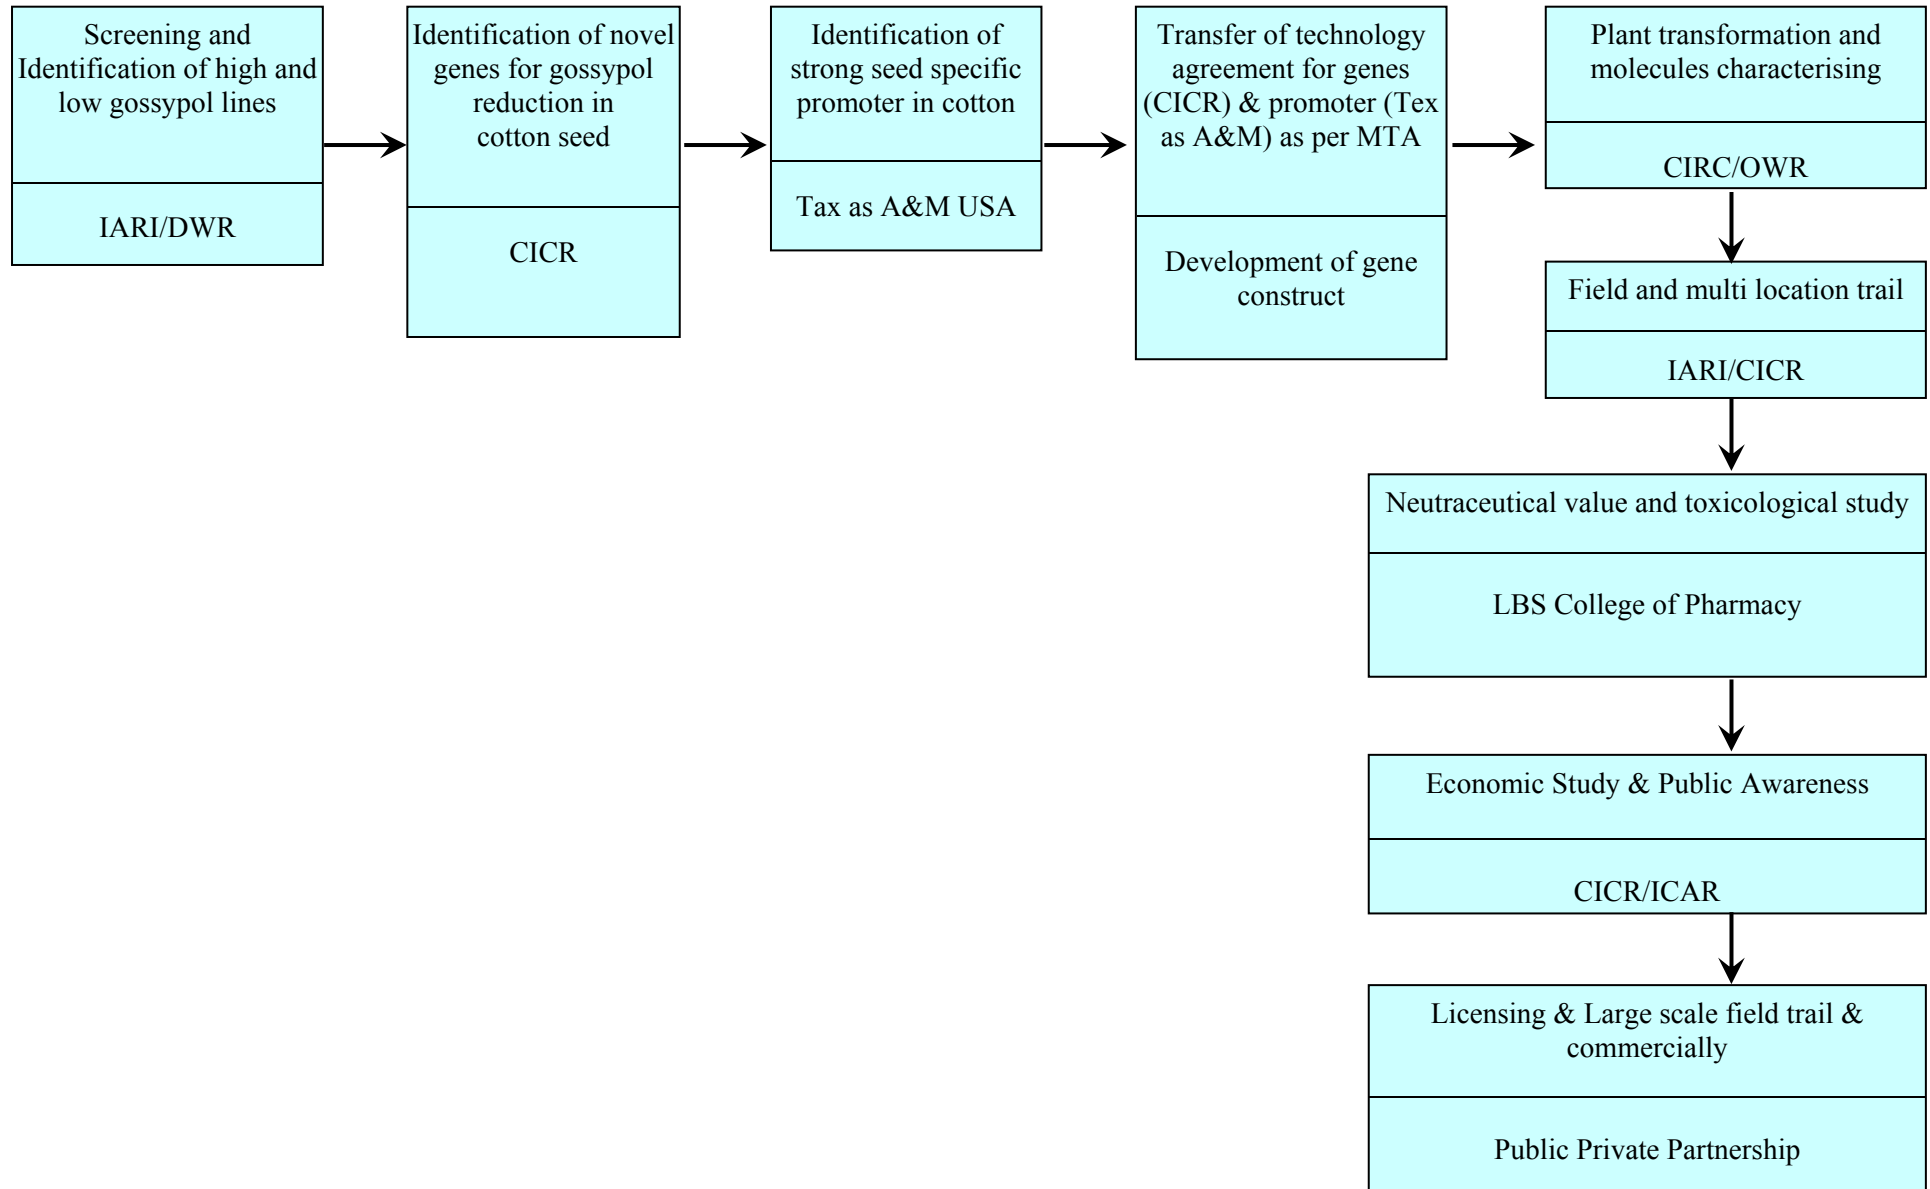 Screening and
Identification of high and
low gossypol lines
IARI/DWR
Identification of novel
genes for gossypol
reduction in
cotton seed
CICR
Identification of
strong seed specific
promoter in cotton
Tax as A&M USA
Transfer of technology
agreement for genes
(CICR) & promoter (Tex
as A&M) as per MTA
Development of gene
construct
Plant transformation and
molecules characterising
CIRC/OWR
Field and multi location trail
IARI/CICR
Neutraceutical value and toxicological study
LBS College of Pharmacy
Economic Study & Public Awareness
CICR/ICAR
Licensing & Large scale field trail &
commercially
Public Private Partnership